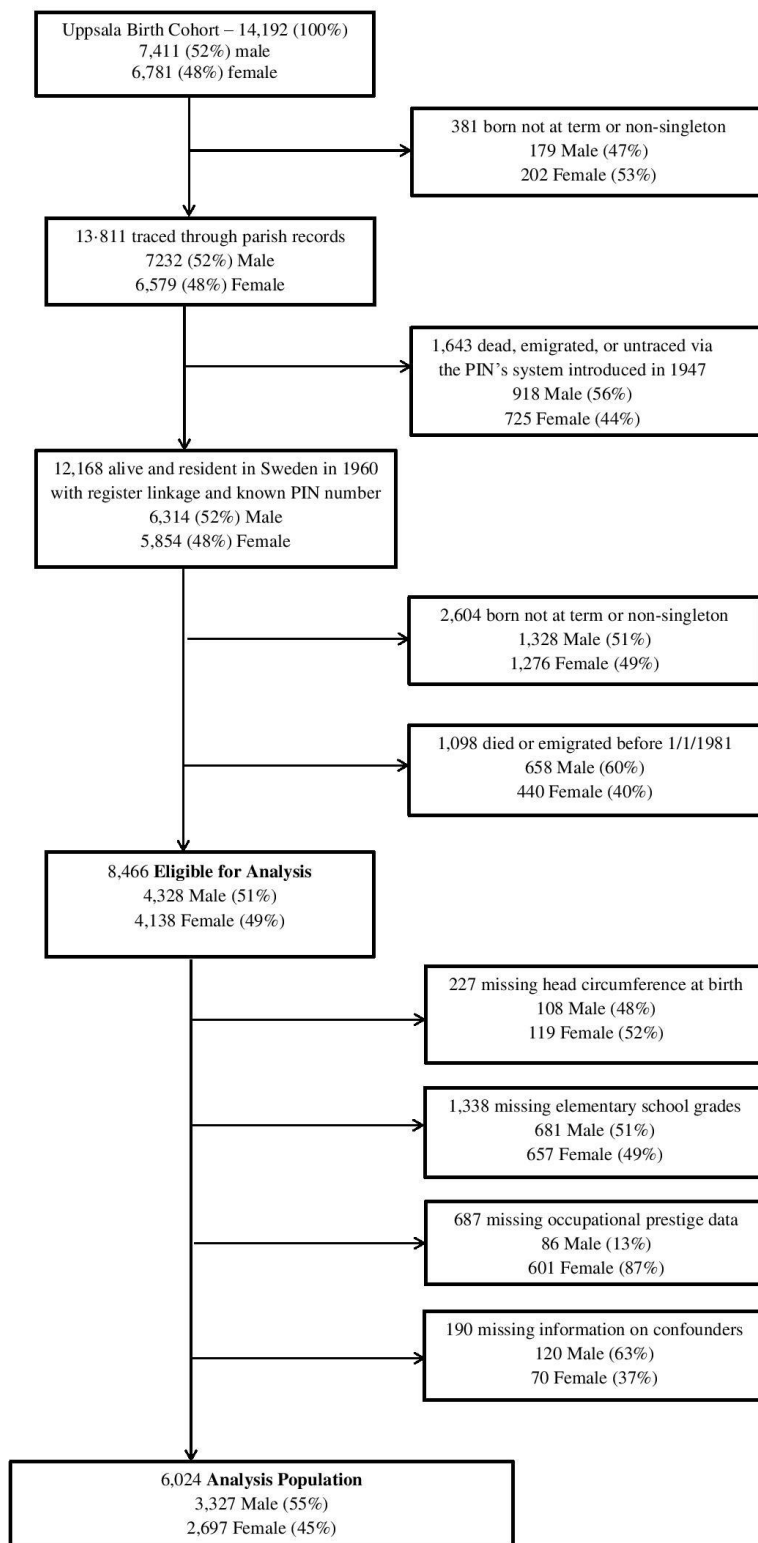 Uppsala Birth Cohort – 14,192 (100%)
7,411 (52%) male
6,781 (48%) female
381 born not at term or non-singleton
179 Male (47%)
202 Female (53%)
13·811 traced through parish records
7232 (52%) Male
6,579 (48%) Female
1,643 dead, emigrated, or untraced via
the PIN’s system introduced in 1947
918 Male (56%)
725 Female (44%)
12,168 alive and resident in Sweden in 1960
with register linkage and known PIN number
6,314 (52%) Male
5,854 (48%) Female
2,604 born not at term or non-singleton
1,328 Male (51%)
1,276 Female (49%)
1,098 died or emigrated before 1/1/1981
658 Male (60%)
440 Female (40%)
8,466 Eligible for Analysis
4,328 Male (51%)
4,138 Female (49%)
227 missing head circumference at birth
108 Male (48%)
119 Female (52%)
1,338 missing elementary school grades
681 Male (51%)
657 Female (49%)
687 missing occupational prestige data
86 Male (13%)
601 Female (87%)
190 missing information on confounders
120 Male (63%)
70 Female (37%)
6,024 Analysis Population
3,327 Male (55%)
2,697 Female (45%)